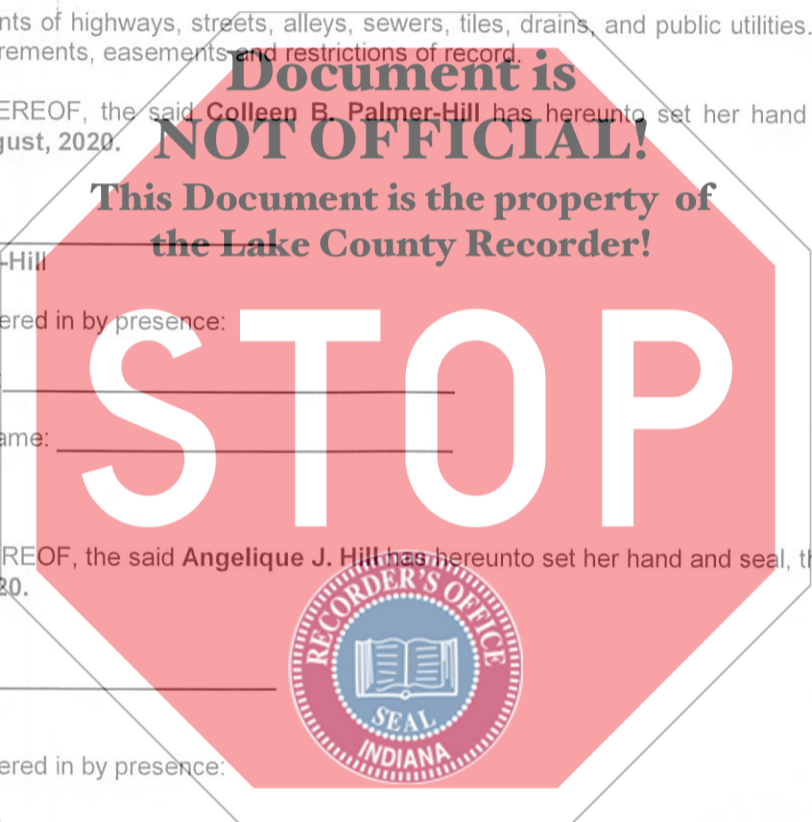 nts of highways, streets, alleys, sewers, tiles, drains, and public utilities.
rements, easements and restrictions of record.
Document is
EREOF, the said Colleen B. Palmer-Hill has hereunto set her hand
gust, 2020.
NOT OFFICIAL!
This Document is the property of
the Lake County Recorder!
-Hill
ered in by presence:
STOP
ame:
REOF, the said Angelique J. Hill has hereunto set her hand and seal, th
20.
RECORDER'S OFFICE
SEAL
INDIANA
ered in by presence: